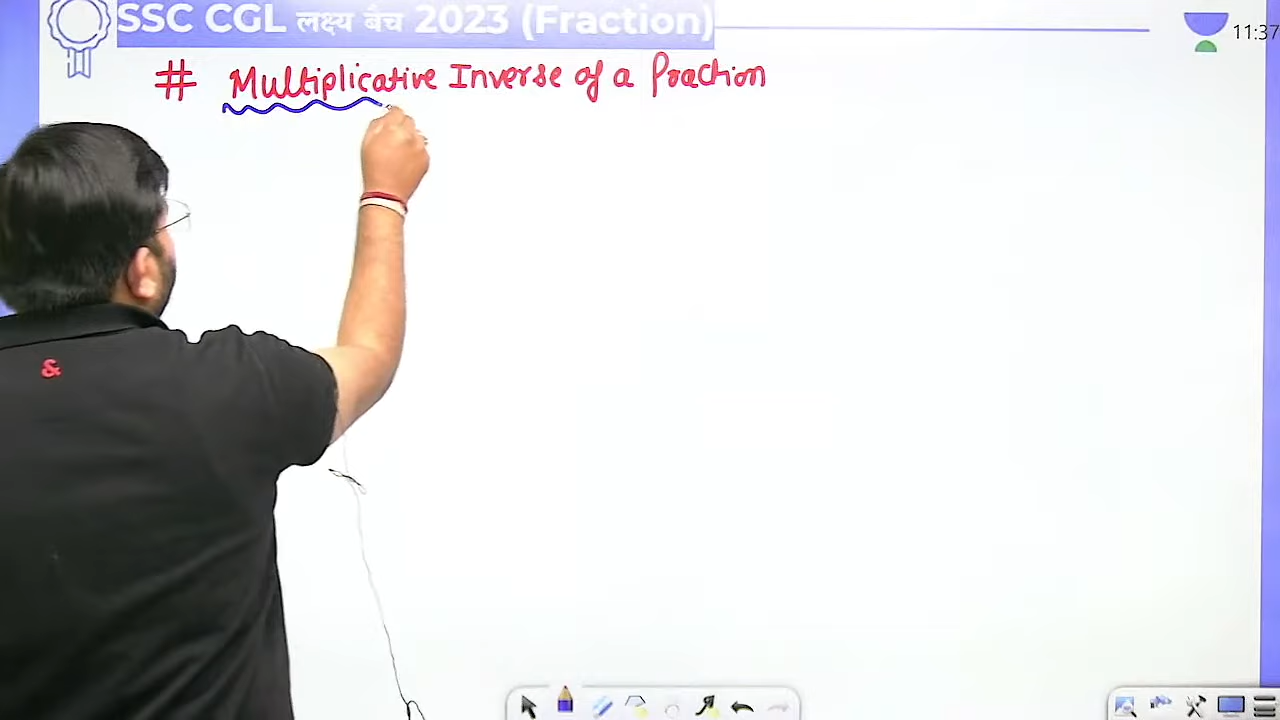 SSC CGL लक्ष्य बैच 2023 (Fraction)
11:37
# Multiplicative Inverse of a fraction
&